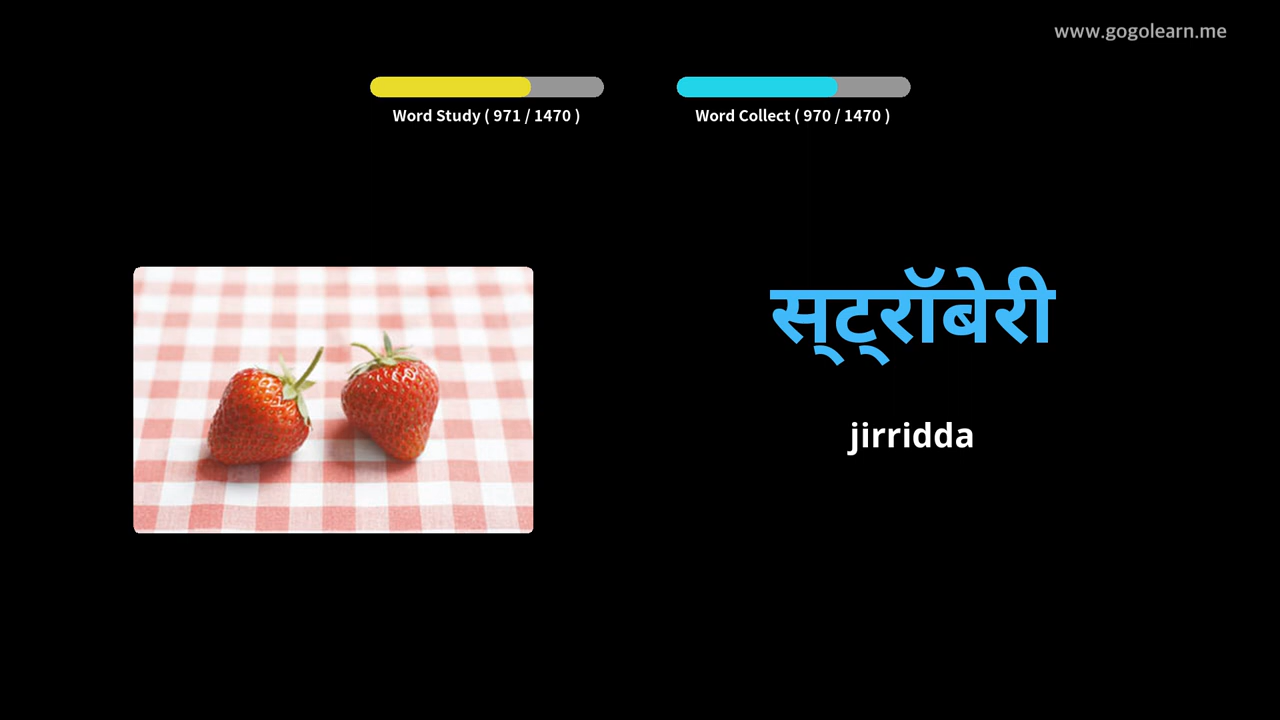 www.gogolearn.me
Word Study ( 971 / 1470 )
Word Collect ( 970 / 1470 )
स्ट्रॉबेरी
jirridda